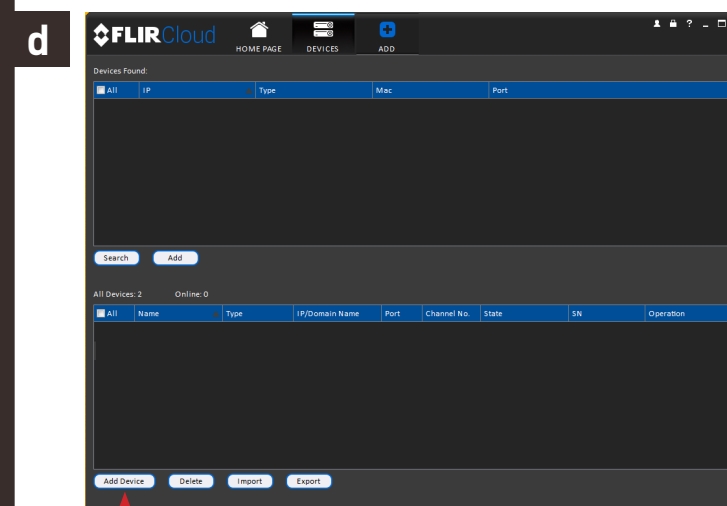 d
FLIRCloud
HOME PAGE DEVICES ADD
?
Devices Found:
All IP Type Mac Port
Search Add
All Devices: 2 Online: 0
All Name Type IP/Domain Name Port Channel No. State SN Operation
Add Device Delete Import Export